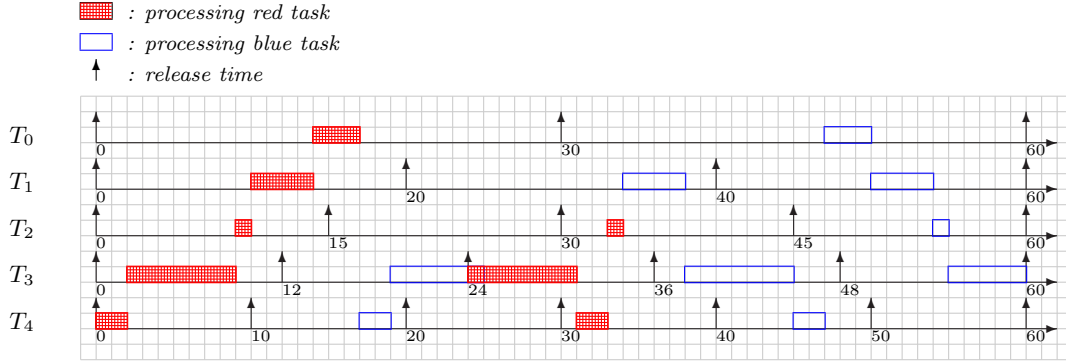 : processing red task
: processing blue task
: release time
T0
0 30 60
T1
0 20 40 60
T2
0 15 30 45 60
T3
0 12 24 36 48 60
T4
0 10 20 30 40 50 60